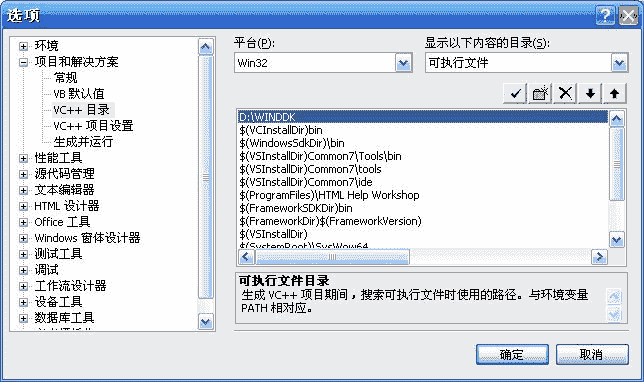 选项
环境
项目和解决方案
常规
VB 默认值
VC++ 目录
VC++ 项目设置
生成并运行
性能工具
源代码管理
文本编辑器
HTML 设计器
Office 工具
Windows 窗体设计器
测试工具
调试
工作流设计器
设备工具
数据库工具
平台(P):
Win32
显示以下内容的目录(S):
可执行文件
D:\WINDDK
$(VCInstallDir)bin
$(WindowsSdkDir)\bin
$(VSInstallDir)Common7\Tools\bin
$(VSInstallDir)Common7\tools
$(VSInstallDir)Common7\ide
$(ProgramFiles)\HTML Help Workshop
$(FrameworkSDKDir)bin
$(FrameworkDir)$(FrameworkVersion)
$(VSInstallDir)
$(SystemRoot)\SysWow64
可执行文件目录
生成 VC++ 项目期间，搜索可执行文件时使用的路径。与环境变量
PATH 相对应。
确定
取消